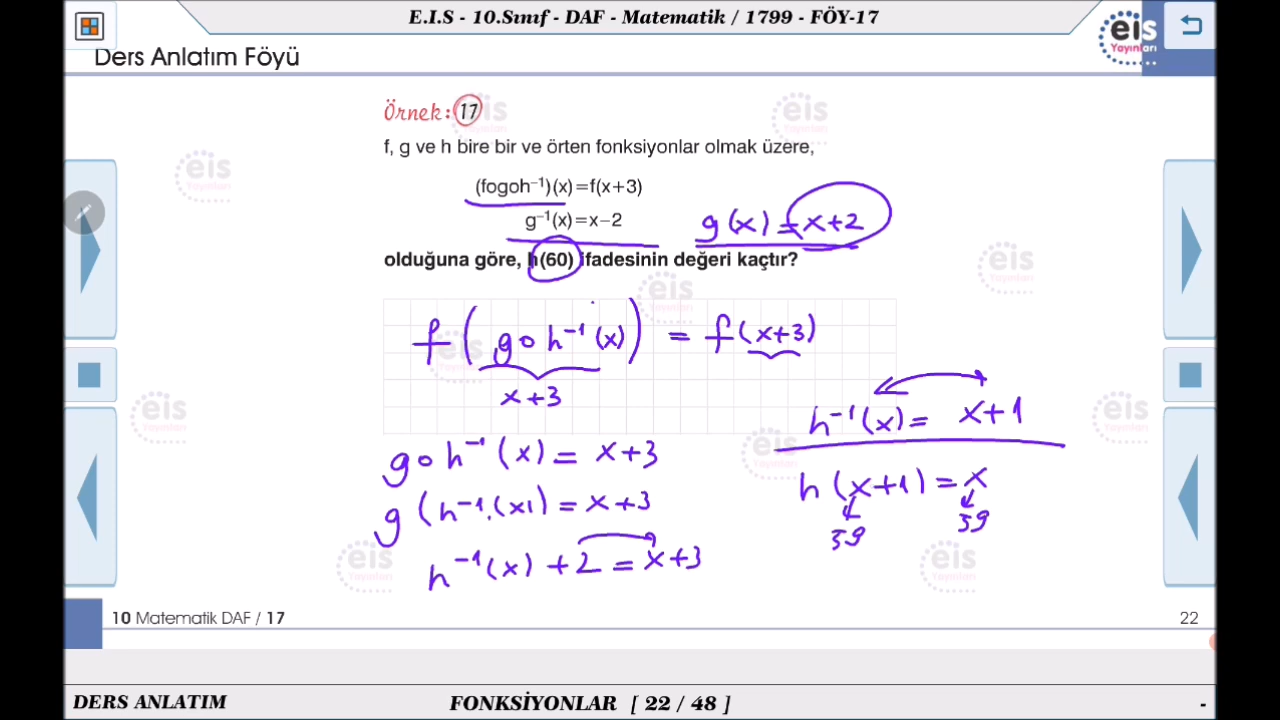 E.I.S - 10.Sınıf - DAF - Matematik / 1799 - FÖY-17
eis
Yayınları
Ders Anlatım Föyü
Örnek: 17
f, g ve h bire bir ve örten fonksiyonlar olmak üzere,
(fogoh⁻¹)(x)=f(x+3)
g⁻¹(x)=x−2
g(x) = x+2
olduğuna göre, h(60) ifadesinin değeri kaçtır?
f(goh⁻¹(x)) = f(x+3)
x+3
h⁻¹(x) = x+1
goh⁻¹(x) = x+3
h(x+1) = x
g(h⁻¹(x)) = x+3
59 59
h⁻¹(x) + 2 = x+3
10 Matematik DAF / 17
22
DERS ANLATIM
FONKSİYONLAR [ 22 / 48 ]
-